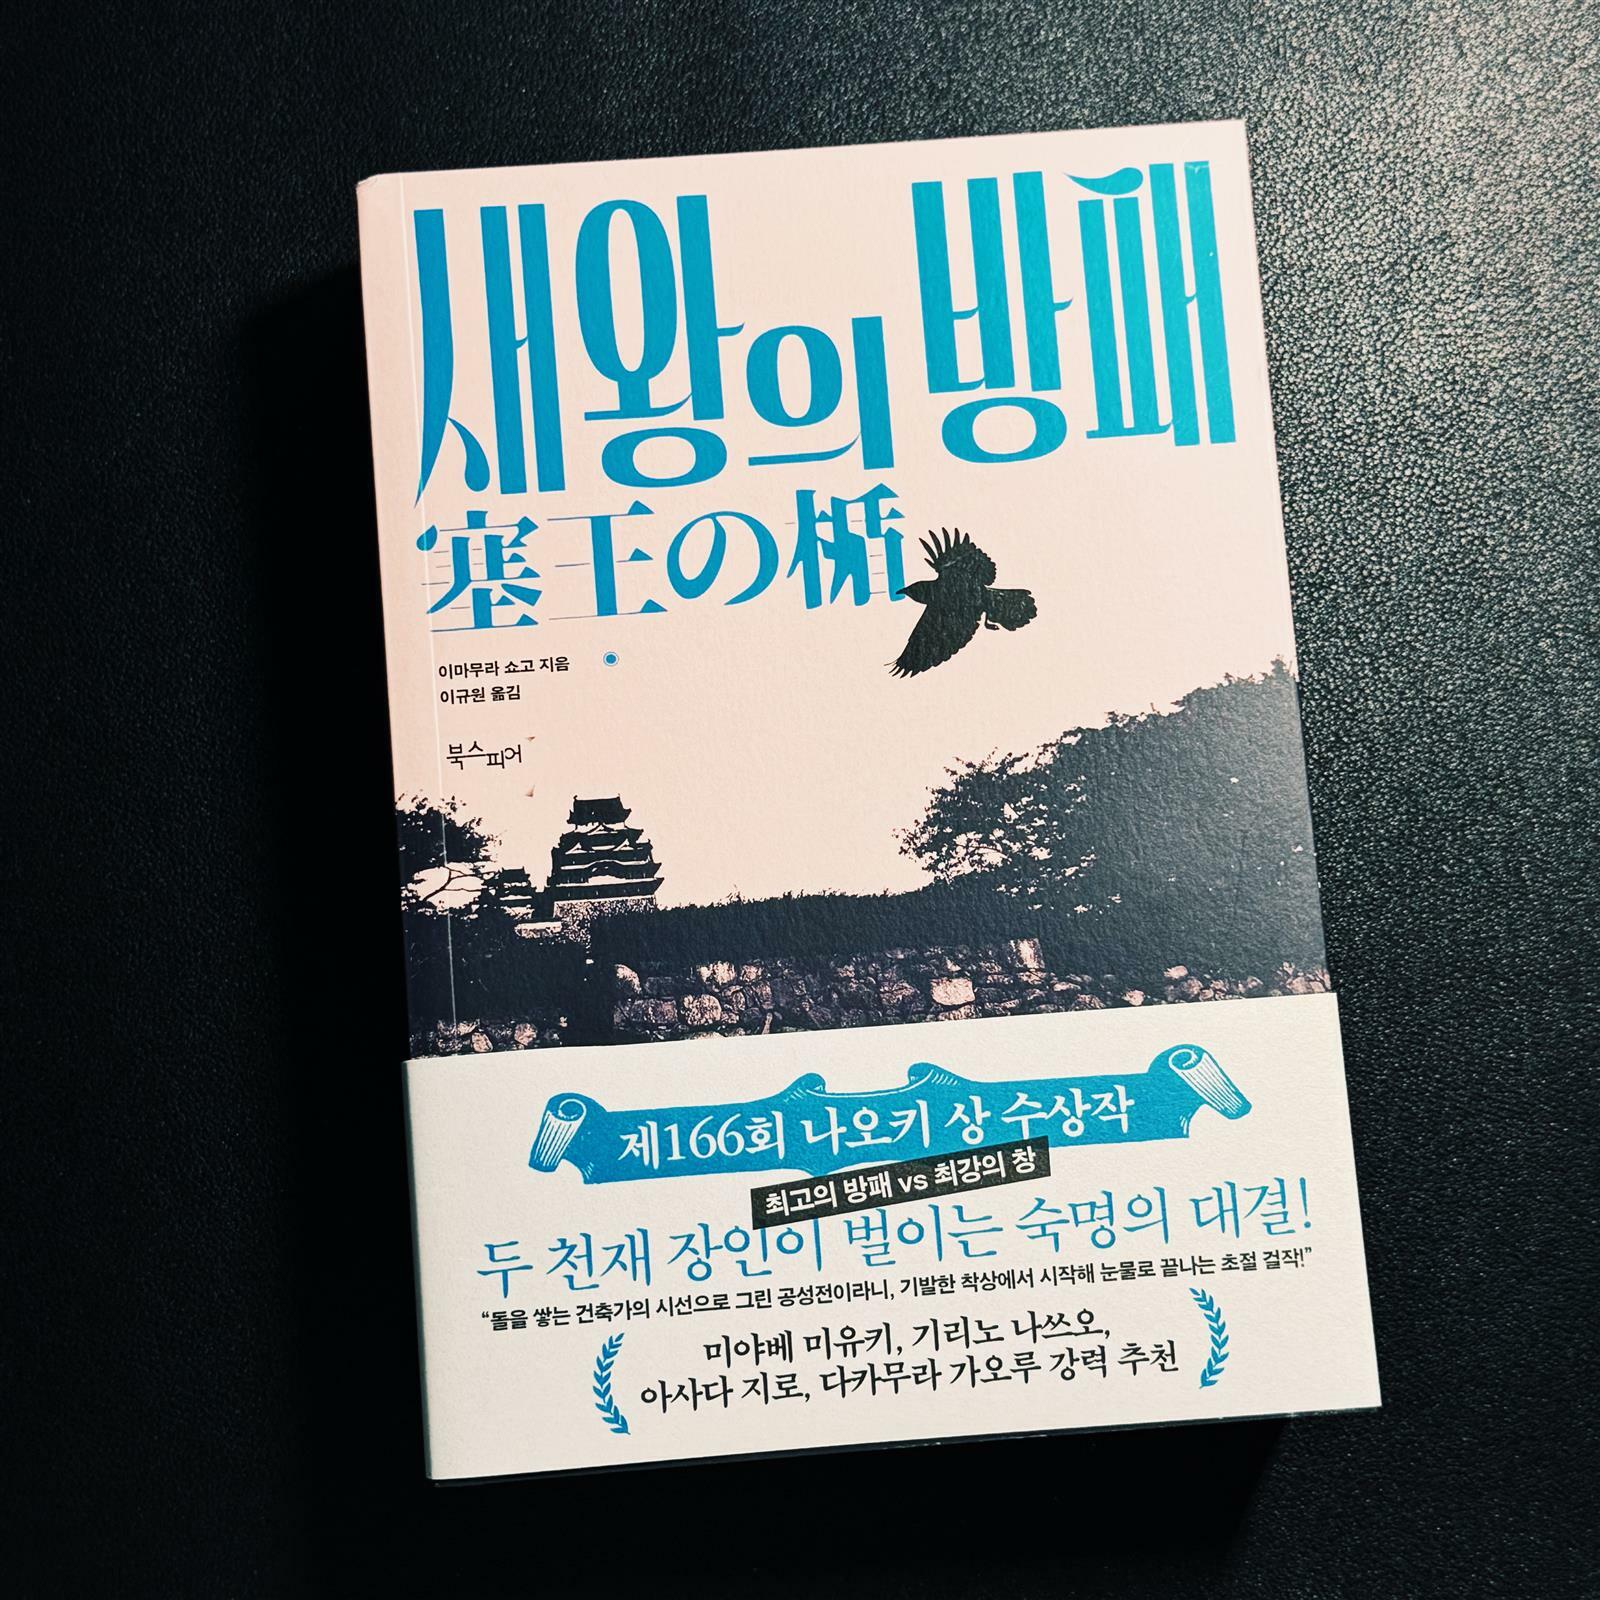 새왕의 방패
塞王の楯
이마무라 쇼고 지음
이규원 옮김
북스피어
제166회 나오키 상 수상작
최고의 방패 vs 최강의 창
두 천재 장인이 벌이는 숙명의 대결!
“돌을 쌓는 건축가의 시선으로 그린 공성전이라니, 기발한 착상에서 시작해 눈물로 끝나는 초절 걸작!”
미야베 미유키, 기리노 나쓰오,
아사다 지로, 다카무라 가오루 강력 추천